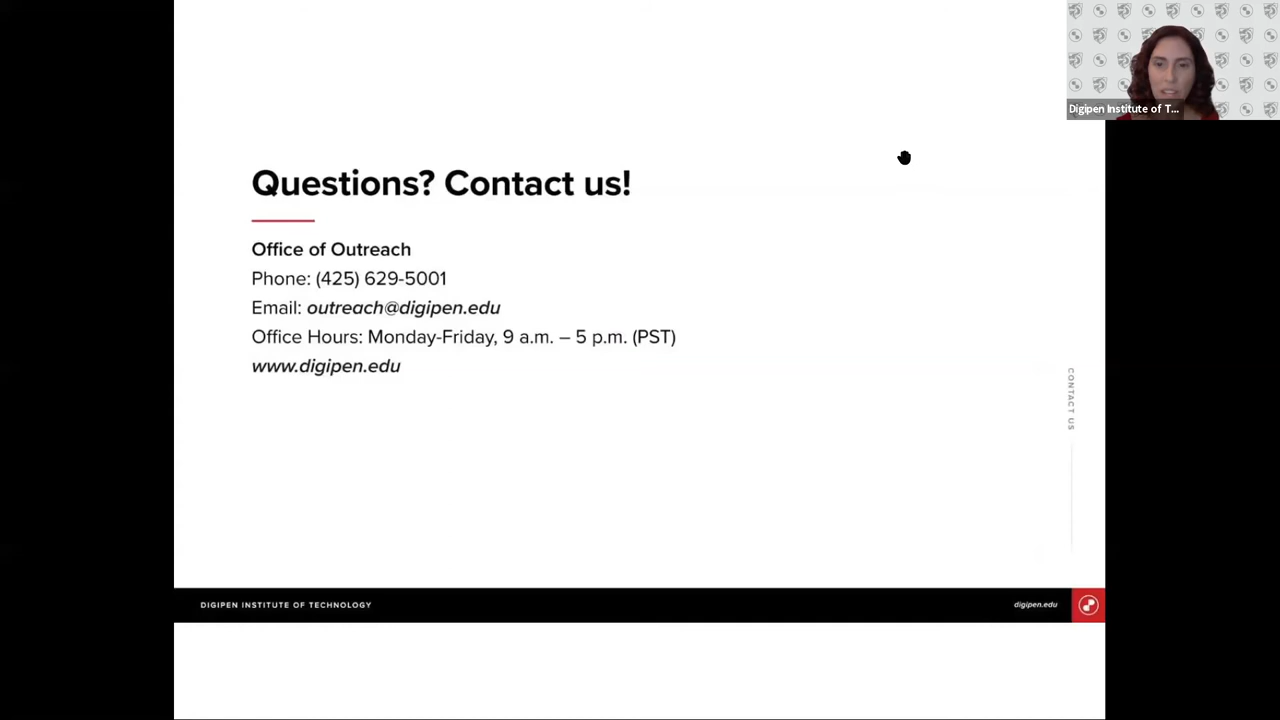 Digipen Institute of T...
Questions? Contact us!
Office of Outreach
Phone: (425) 629-5001
Email: outreach@digipen.edu
Office Hours: Monday-Friday, 9 a.m. – 5 p.m. (PST)
www.digipen.edu
CONTACT US
DIGIPEN INSTITUTE OF TECHNOLOGY
digipen.edu